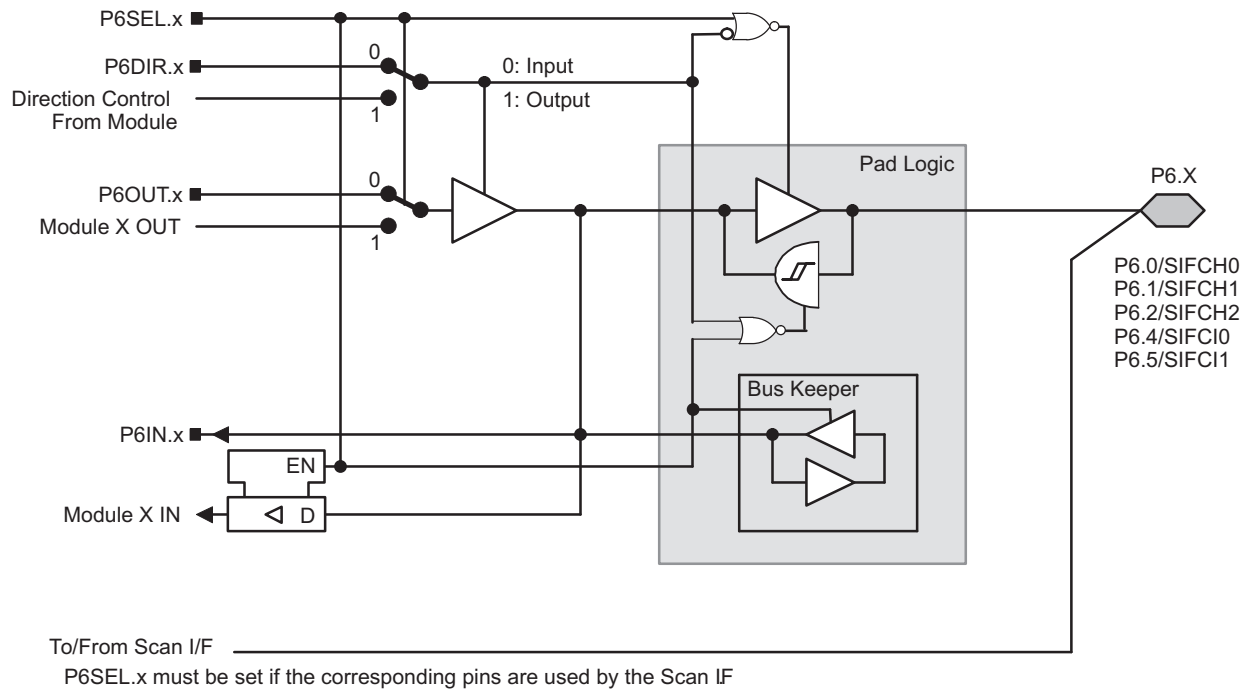 P6SEL.x
P6DIR.x
0
0: Input
Direction Control
From Module
1
1: Output
Pad Logic
P6OUT.x
0
Module X OUT
1
P6.X
P6.0/SIFCH0
P6.1/SIFCH1
P6.2/SIFCH2
P6.4/SIFCI0
P6.5/SIFCI1
Bus Keeper
P6IN.x
EN
Module X IN
D
To/From Scan I/F
P6SEL.x must be set if the corresponding pins are used by the Scan IF